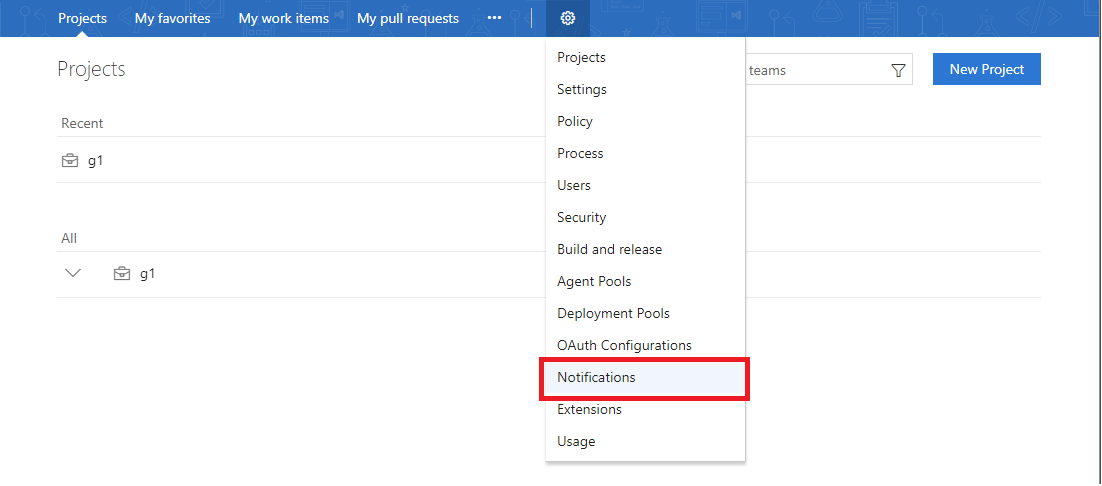 Projects My favorites My work items My pull requests ···
Projects
teams
New Project
Recent
g1
All
g1
Projects
Settings
Policy
Process
Users
Security
Build and release
Agent Pools
Deployment Pools
OAuth Configurations
Notifications
Extensions
Usage